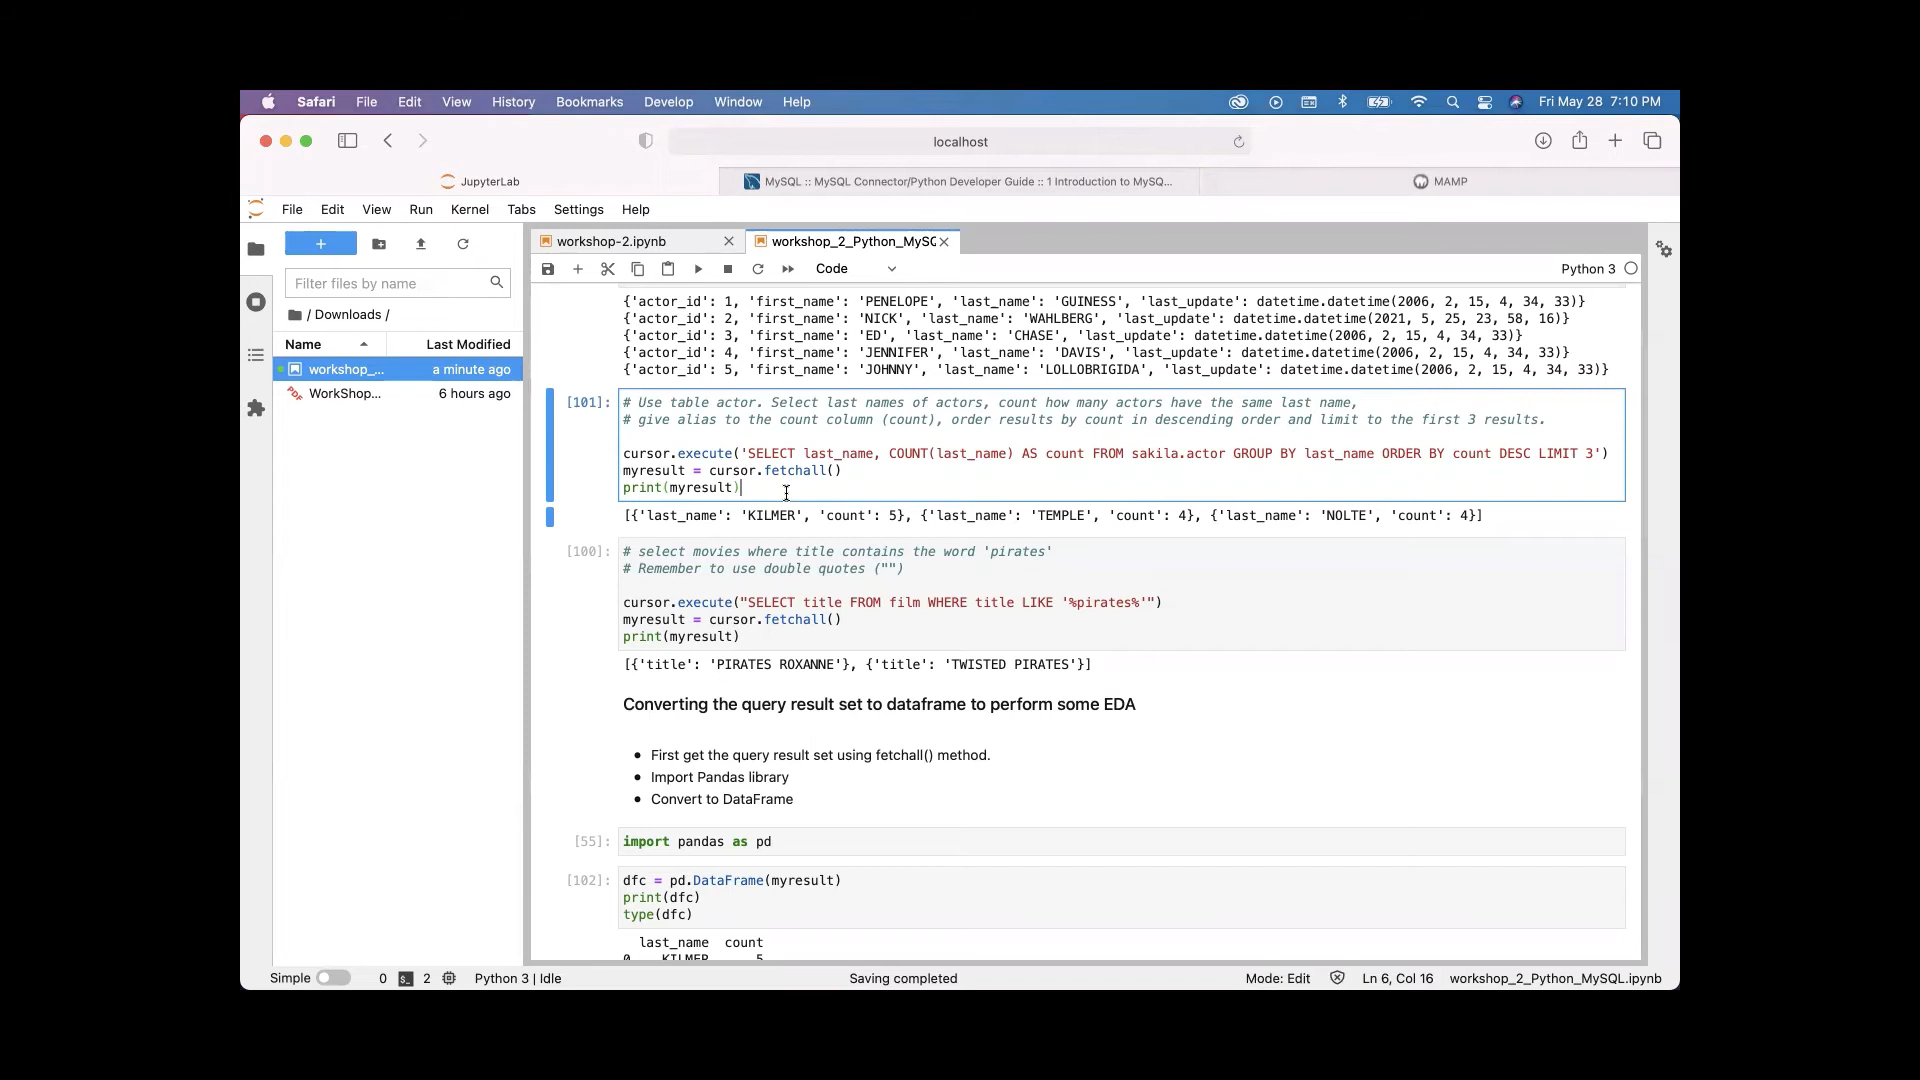 Safari File Edit View History Bookmarks Develop Window Help Fri May 28 7:10 PM
localhost
JupyterLab MySQL :: MySQL Connector/Python Developer Guide :: 1 Introduction to MySQ... MAMP
File Edit View Run Kernel Tabs Settings Help
workshop-2.ipynb workshop_2_Python_MySC
Code Python 3
Filter files by name
/ Downloads /
Name Last Modified
workshop_... a minute ago
WorkShop... 6 hours ago
{'actor_id': 1, 'first_name': 'PENELOPE', 'last_name': 'GUINESS', 'last_update': datetime.datetime(2006, 2, 15, 4, 34, 33)}
{'actor_id': 2, 'first_name': 'NICK', 'last_name': 'WAHLBERG', 'last_update': datetime.datetime(2021, 5, 25, 23, 58, 16)}
{'actor_id': 3, 'first_name': 'ED', 'last_name': 'CHASE', 'last_update': datetime.datetime(2006, 2, 15, 4, 34, 33)}
{'actor_id': 4, 'first_name': 'JENNIFER', 'last_name': 'DAVIS', 'last_update': datetime.datetime(2006, 2, 15, 4, 34, 33)}
{'actor_id': 5, 'first_name': 'JOHNNY', 'last_name': 'LOLLOBRIGIDA', 'last_update': datetime.datetime(2006, 2, 15, 4, 34, 33)}
[101]: # Use table actor. Select last names of actors, count how many actors have the same last name,
# give alias to the count column (count), order results by count in descending order and limit to the first 3 results.
cursor.execute('SELECT last_name, COUNT(last_name) AS count FROM sakila.actor GROUP BY last_name ORDER BY count DESC LIMIT 3')
myresult = cursor.fetchall()
print(myresult)
[{'last_name': 'KILMER', 'count': 5}, {'last_name': 'TEMPLE', 'count': 4}, {'last_name': 'NOLTE', 'count': 4}]
[100]: # select movies where title contains the word 'pirates'
# Remember to use double quotes ("")
cursor.execute("SELECT title FROM film WHERE title LIKE '%pirates%'")
myresult = cursor.fetchall()
print(myresult)
[{'title': 'PIRATES ROXANNE'}, {'title': 'TWISTED PIRATES'}]
Converting the query result set to dataframe to perform some EDA
• First get the query result set using fetchall() method.
• Import Pandas library
• Convert to DataFrame
[55]: import pandas as pd
[102]: dfc = pd.DataFrame(myresult)
print(dfc)
type(dfc)
last_name count
0 KILMER 5
Simple 0 2 Python 3 | Idle Saving completed Mode: Edit Ln 6, Col 16 workshop_2_Python_MySQL.ipynb